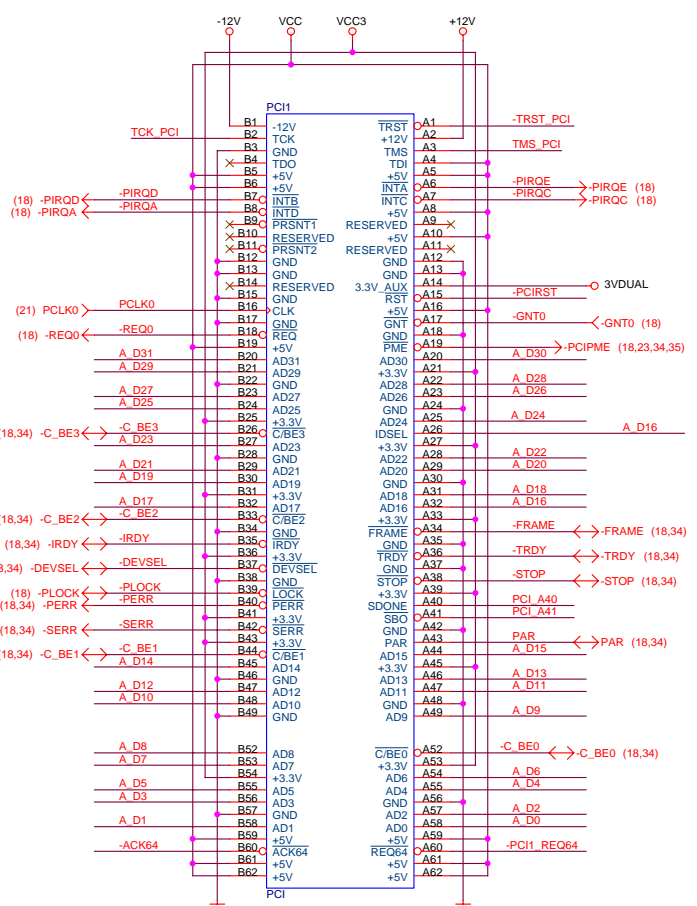 -12V VCC VCC3 +12V
PCI1
B1 -12V TRST A1 -TRST_PCI
TCK_PCI B2 TCK +12V A2
B3 GND TMS A3 TMS_PCI
B4 TDO TDI A4
B5 +5V +5V A5
B6 +5V INTA A6 -PIRQE -PIRQE (18)
(18) -PIRQD -PIRQD B7 INTB INTC A7 -PIRQC -PIRQC (18)
(18) -PIRQA -PIRQA B8 INTD +5V A8
B9 PRSNT1 RESERVED A9
B10 RESERVED +5V A10
B11 PRSNT2 RESERVED A11
B12 GND GND A12
B13 GND GND A13
B14 RESERVED 3.3V_AUX A14 3VDUAL
B15 GND RST A15 -PCIRST
(21) PCLK0 PCLK0 B16 CLK +5V A16
B17 GND GNT A17 -GNT0 -GNT0 (18)
(18) -REQ0 -REQ0 B18 REQ GND A18
B19 +5V PME A19 -PCIPME (18,23,34,35)
A_D31 B20 AD31 AD30 A20 A_D30
A_D29 B21 AD29 +3.3V A21
B22 GND AD28 A22 A_D28
A_D27 B23 AD27 AD26 A23 A_D26
A_D25 B24 AD25 GND A24
B25 +3.3V AD24 A25 A_D24
(18,34) -C_BE3 -C_BE3 B26 C/BE3 IDSEL A26 A_D16
A_D23 B27 AD23 +3.3V A27
B28 GND AD22 A28 A_D22
A_D21 B29 AD21 AD20 A29 A_D20
A_D19 B30 AD19 GND A30
B31 +3.3V AD18 A31 A_D18
A_D17 B32 AD17 AD16 A32 A_D16
(18,34) -C_BE2 -C_BE2 B33 C/BE2 +3.3V A33
B34 GND FRAME A34 -FRAME -FRAME (18,34)
(18,34) -IRDY -IRDY B35 IRDY GND A35
B36 +3.3V TRDY A36 -TRDY -TRDY (18,34)
8,34) -DEVSEL -DEVSEL B37 DEVSEL GND A37
B38 GND STOP A38 -STOP -STOP (18,34)
(18) -PLOCK -PLOCK B39 LOCK +3.3V A39
(18,34) -PERR -PERR B40 PERR SDONE A40 PCI_A40
B41 +3.3V SBO A41 PCI_A41
(18,34) -SERR -SERR B42 SERR GND A42
B43 +3.3V PAR A43 PAR PAR (18,34)
(18,34) -C_BE1 -C_BE1 B44 C/BE1 AD15 A44 A_D15
A_D14 B45 AD14 +3.3V A45
B46 GND AD13 A46 A_D13
A_D12 B47 AD12 AD11 A47 A_D11
A_D10 B48 AD10 GND A48
B49 GND AD9 A49 A_D9
A_D8 B52 AD8 C/BE0 A52 -C_BE0 -C_BE0 (18,34)
A_D7 B53 AD7 +3.3V A53
B54 +3.3V AD6 A54 A_D6
A_D5 B55 AD5 AD4 A55 A_D4
A_D3 B56 AD3 GND A56
B57 GND AD2 A57 A_D2
A_D1 B58 AD1 AD0 A58 A_D0
B59 +5V +5V A59
-ACK64 B60 ACK64 REQ64 A60 -PCI1_REQ64
B61 +5V +5V A61
B62 +5V +5V A62
PCI